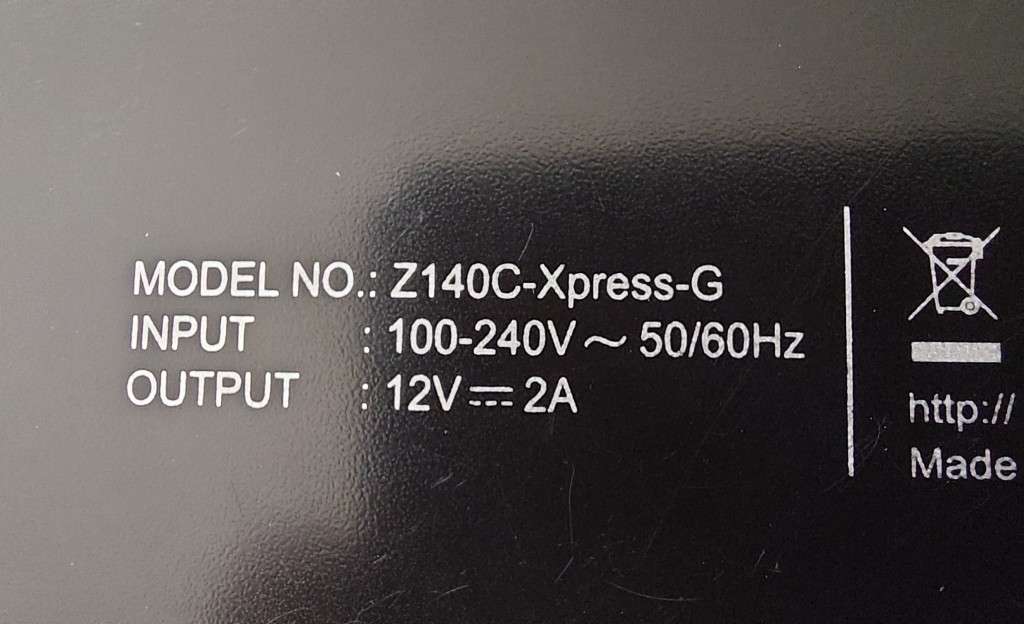 MODEL NO.: Z140C-Xpress-G
INPUT : 100-240V ~ 50/60Hz
OUTPUT : 12V ⎓ 2A
http://
Made